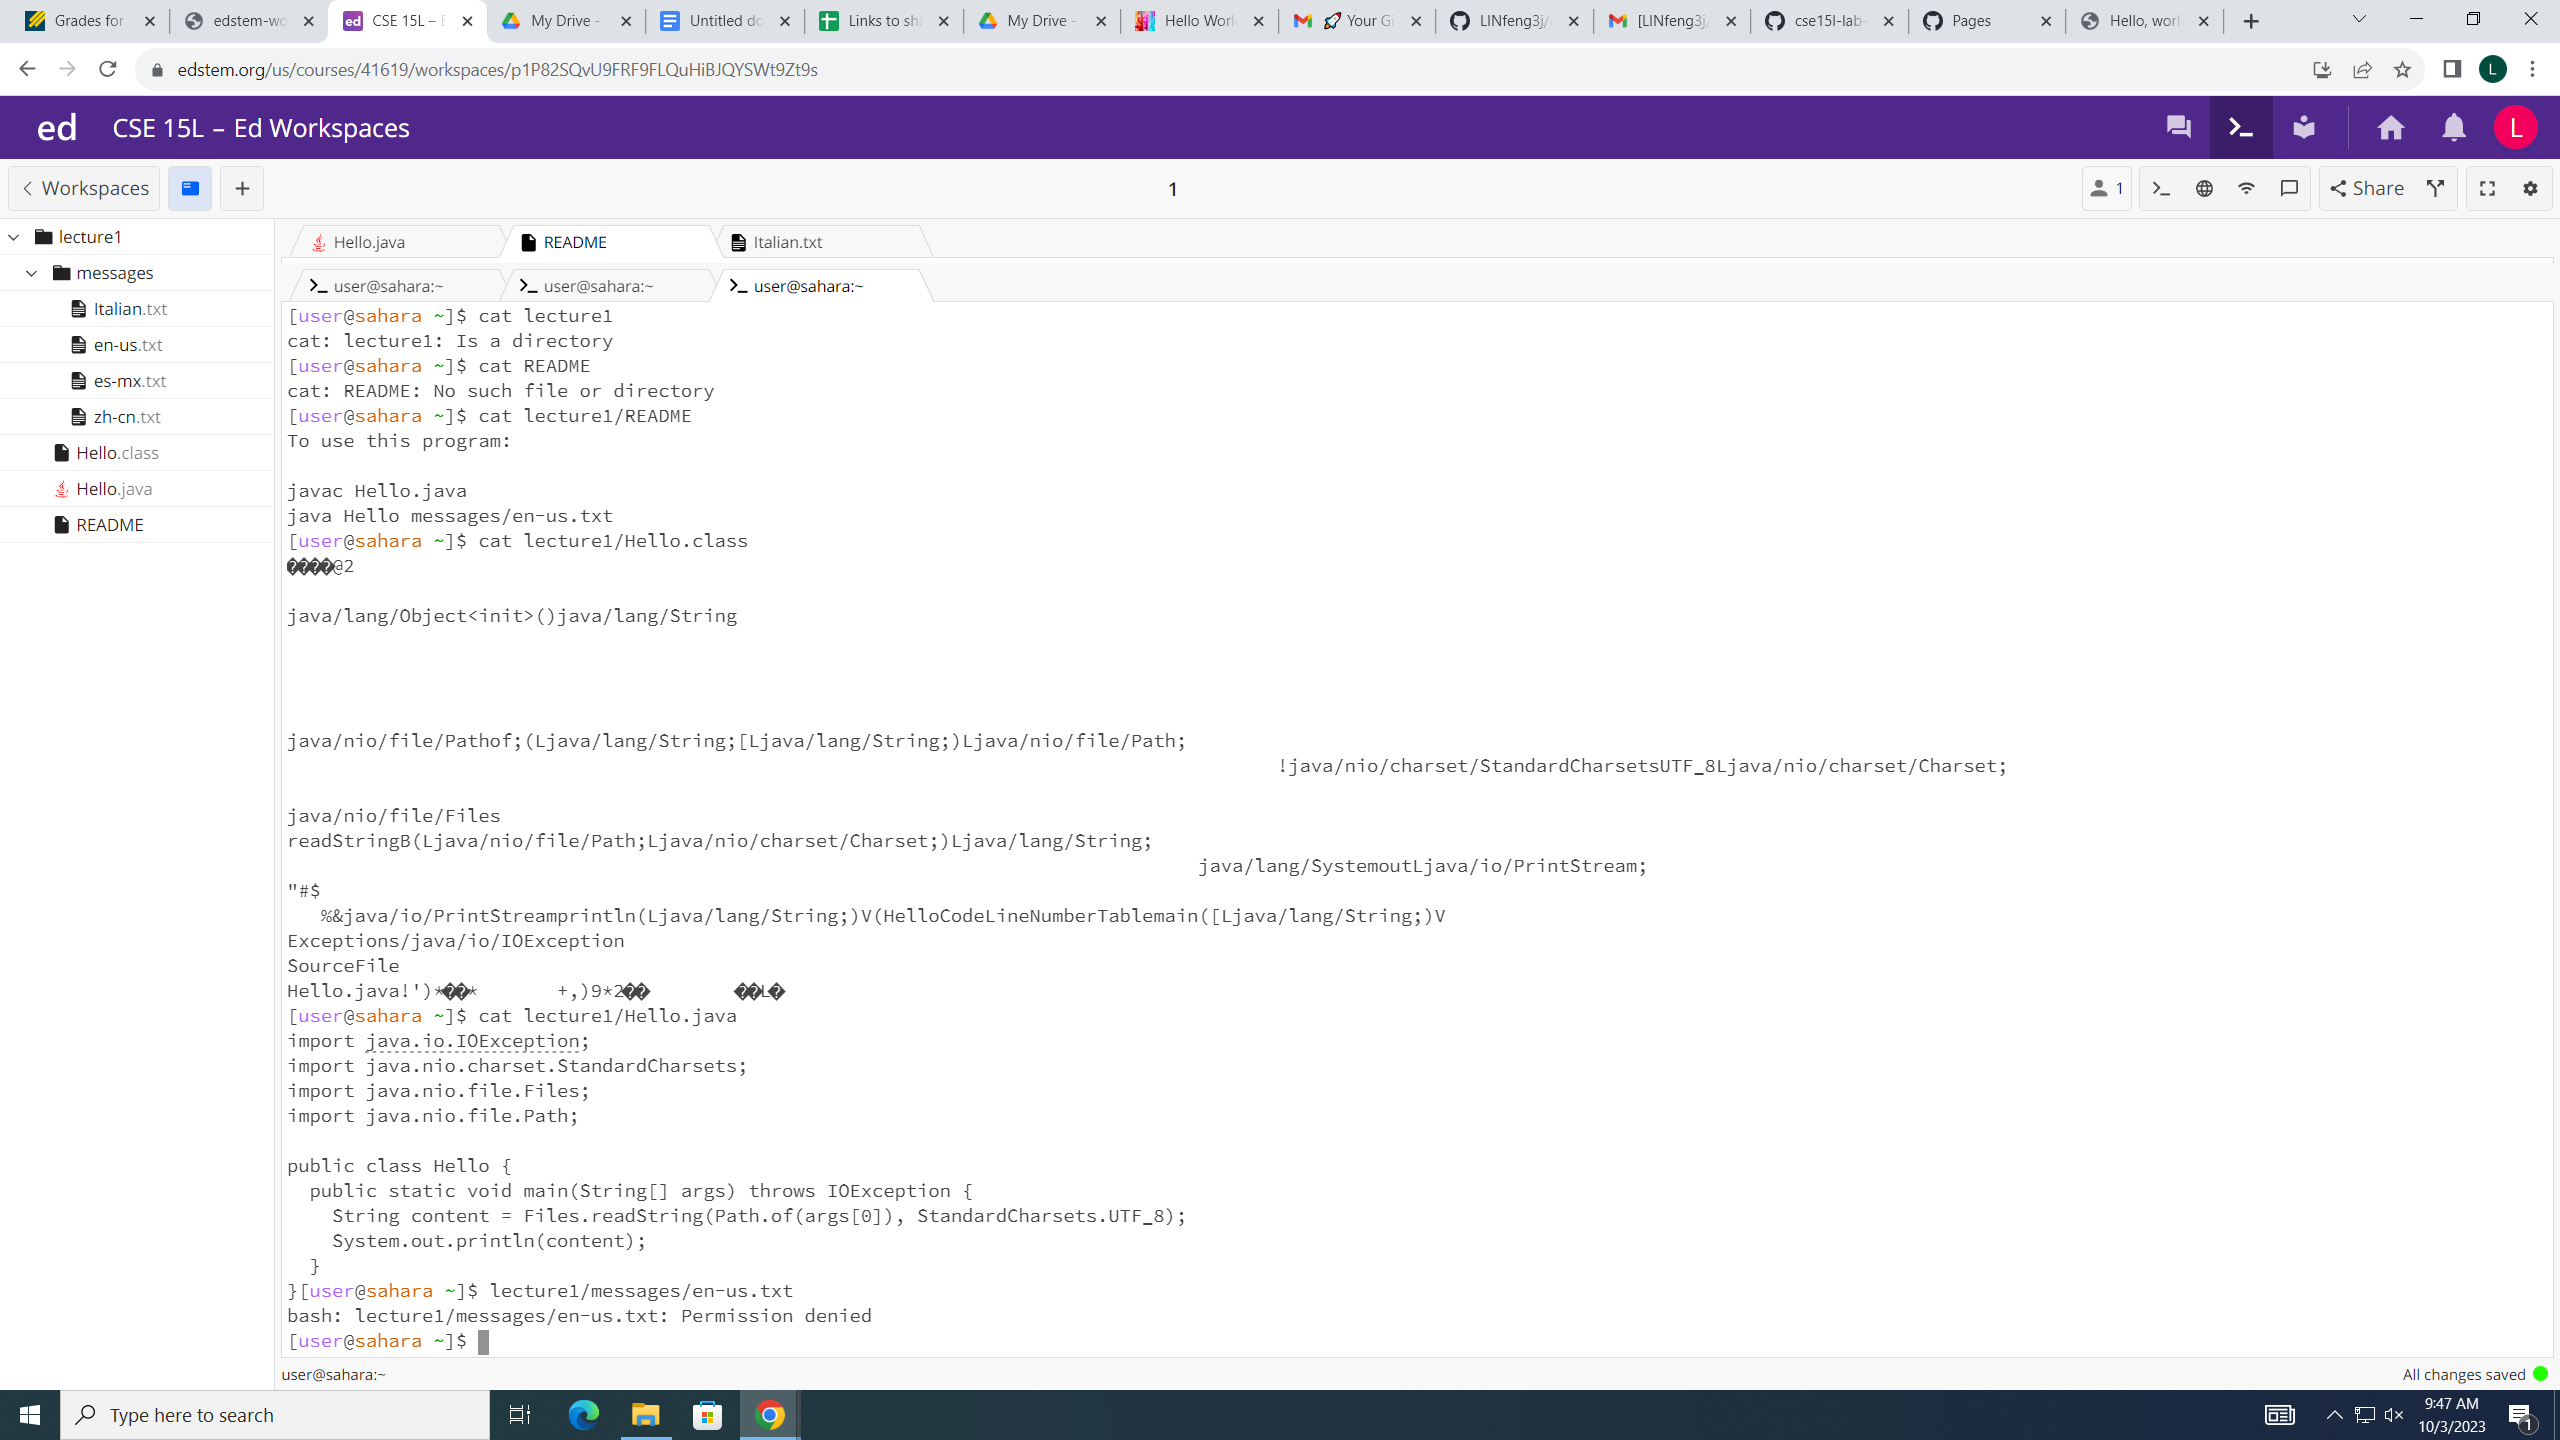 Grades for
edstem-wo
CSE 15L – E
My Drive -
Untitled do
Links to sha
My Drive -
Hello Worl
Your Gi
LINfeng3j/
[LINfeng3j/
cse15l-lab-
Pages
Hello, worl
edstem.org/us/courses/41619/workspaces/p1P82SQvU9FRF9FLQuHiBJQYSWt9Zt9s
L
ed
CSE 15L – Ed Workspaces
L
Workspaces
1
1
Share
lecture1
messages
Italian.txt
en-us.txt
es-mx.txt
zh-cn.txt
Hello.class
Hello.java
README
Hello.java
README
Italian.txt
user@sahara:~
user@sahara:~
user@sahara:~
[user@sahara ~]$ cat lecture1
cat: lecture1: Is a directory
[user@sahara ~]$ cat README
cat: README: No such file or directory
[user@sahara ~]$ cat lecture1/README
To use this program:
javac Hello.java
java Hello messages/en-us.txt
[user@sahara ~]$ cat lecture1/Hello.class
����@2
java/lang/Object<init>()java/lang/String
java/nio/file/Pathof;(Ljava/lang/String;[Ljava/lang/String;)Ljava/nio/file/Path;
!java/nio/charset/StandardCharsetsUTF_8Ljava/nio/charset/Charset;
java/nio/file/Files
readStringB(Ljava/nio/file/Path;Ljava/nio/charset/Charset;)Ljava/lang/String;
java/lang/SystemoutLjava/io/PrintStream;
"#$
%&java/io/PrintStreamprintln(Ljava/lang/String;)V(HelloCodeLineNumberTablemain([Ljava/lang/String;)V
Exceptions/java/io/IOException
SourceFile
Hello.java!')*��* +,)9*2�� ��L�
[user@sahara ~]$ cat lecture1/Hello.java
import java.io.IOException;
import java.nio.charset.StandardCharsets;
import java.nio.file.Files;
import java.nio.file.Path;
public class Hello {
public static void main(String[] args) throws IOException {
String content = Files.readString(Path.of(args[0]), StandardCharsets.UTF_8);
System.out.println(content);
}
}[user@sahara ~]$ lecture1/messages/en-us.txt
bash: lecture1/messages/en-us.txt: Permission denied
[user@sahara ~]$
user@sahara:~
All changes saved
Type here to search
9:47 AM
10/3/2023
1